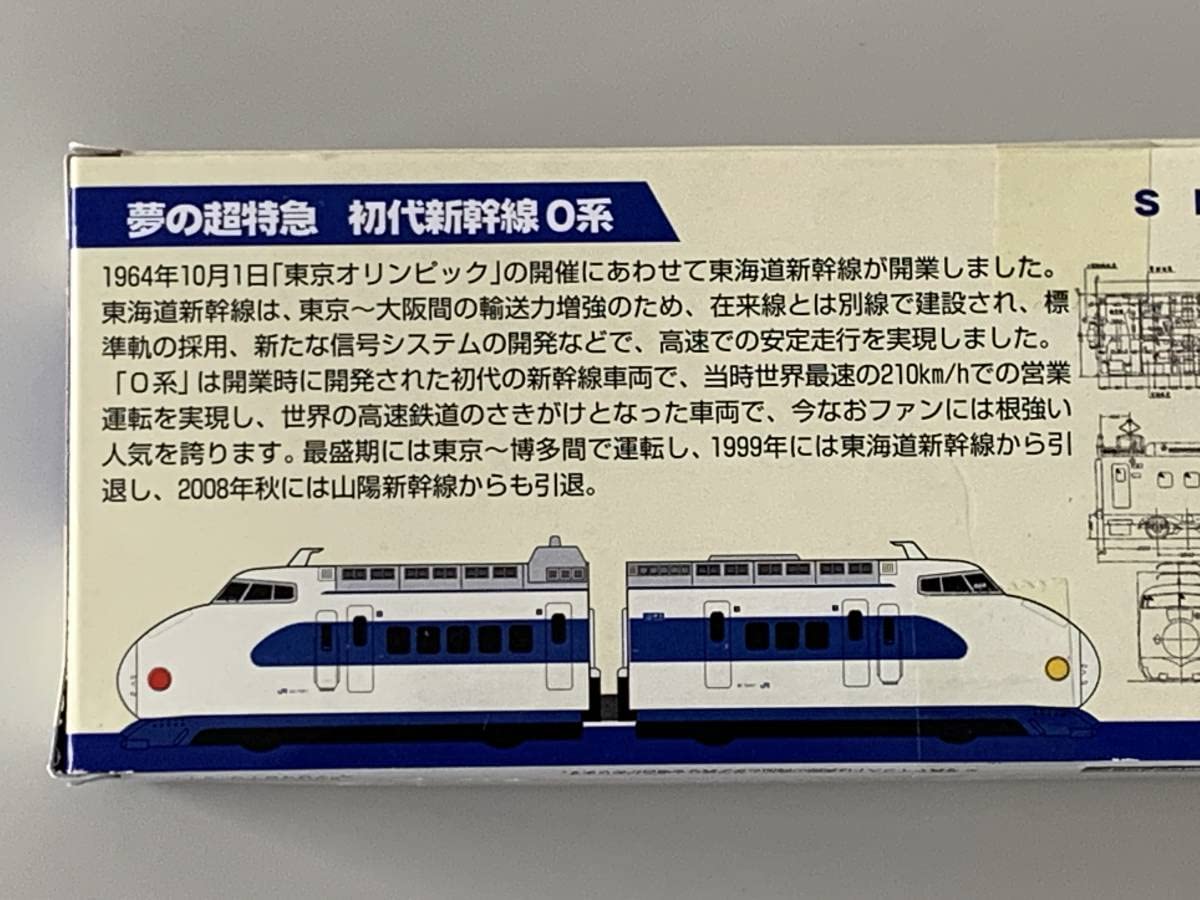 夢の超特急 初代新幹線0系
1964年10月1日「東京オリンピック」の開催にあわせて東海道新幹線が開業しました。
東海道新幹線は、東京～大阪間の輸送力増強のため、在来線とは別線で建設され、標
準軌の採用、新たな信号システムの開発などで、高速での安定走行を実現しました。
「0系」は開業時に開発された初代の新幹線車両で、当時世界最速の210km/hでの営業
運転を実現し、世界の高速鉄道のさきがけとなった車両で、今なおファンには根強い
人気を誇ります。最盛期には東京～博多間で運転し、1999年には東海道新幹線から引
退し、2008年秋には山陽新幹線からも引退。
S
JR
JR